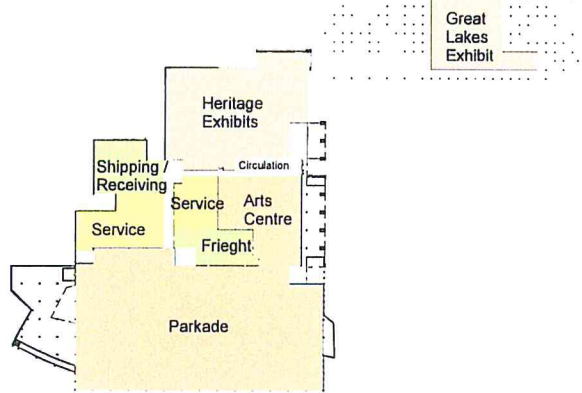 Great
Lakes
Exhibit
Heritage
Exhibits
Circulation
Shipping /
Receiving
Service
Arts
Centre
Service
Frieght
Parkade